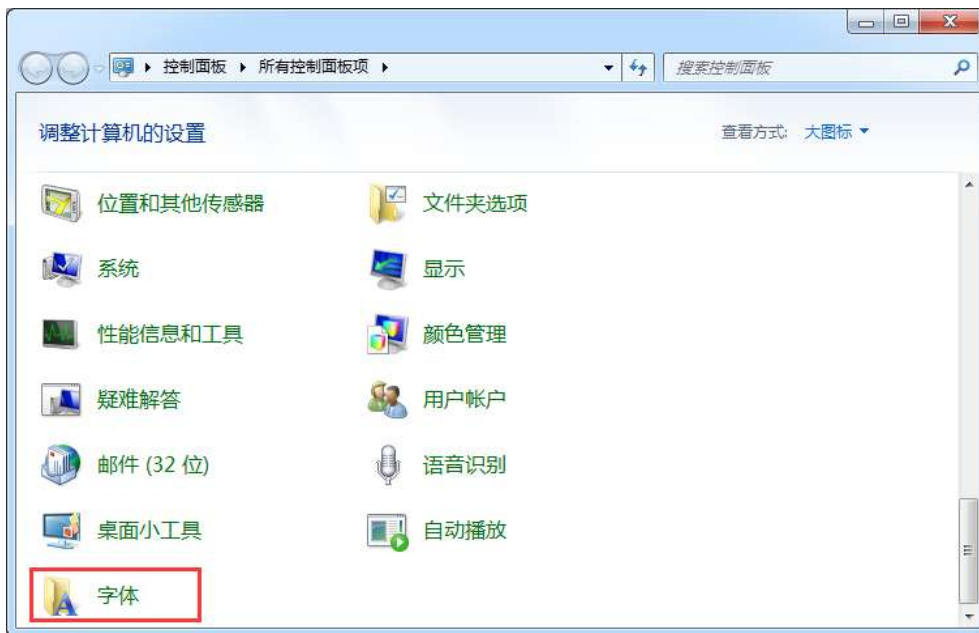 控制面板 所有控制面板项
搜索控制面板
调整计算机的设置
查看方式: 大图标
位置和其他传感器 文件夹选项
系统 显示
性能信息和工具 颜色管理
疑难解答 用户帐户
邮件 (32 位) 语音识别
桌面小工具 自动播放
字体